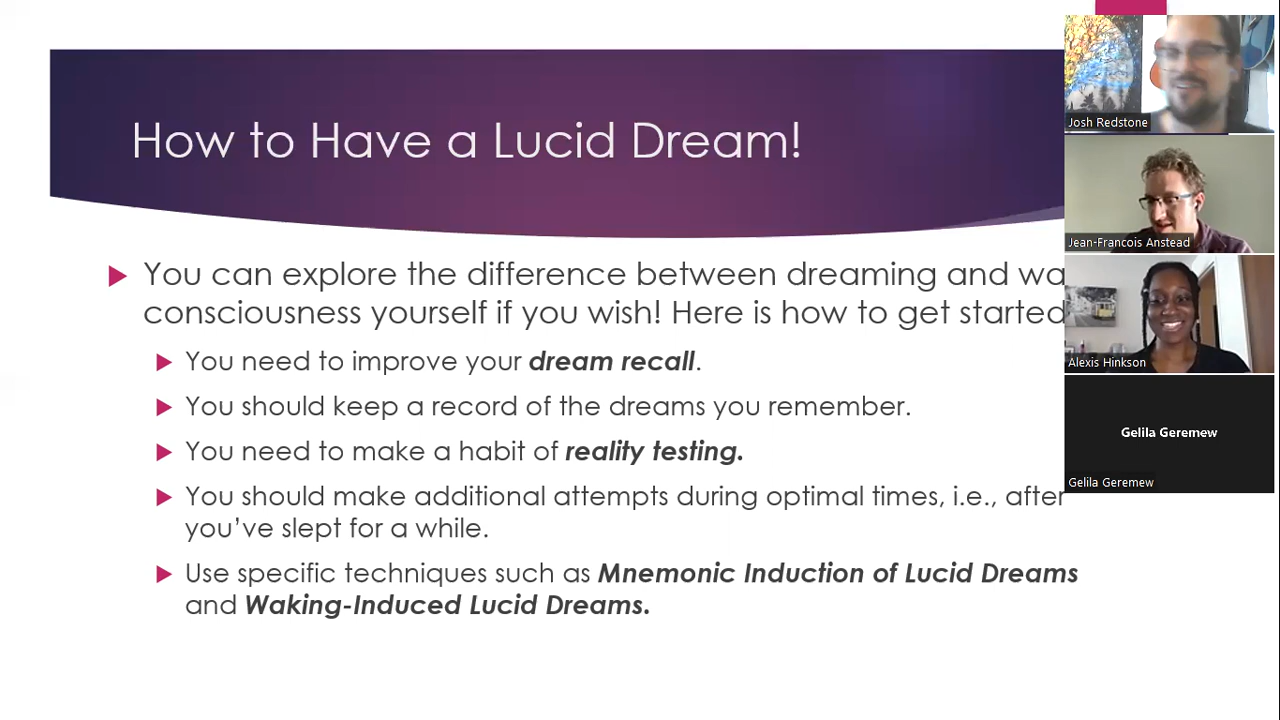 How to Have a Lucid Dream!
You can explore the difference between dreaming and
consciousness yourself if you wish! Here is how to get started
You need to improve your dream recall.
You should keep a record of the dreams you remember.
You need to make a habit of reality testing.
You should make additional attempts during optimal times, i.e., after
you’ve slept for a while.
Use specific techniques such as Mnemonic Induction of Lucid Dreams
and Waking-Induced Lucid Dreams.
Josh Redstone
Jean-Francois Anstead
Alexis Hinkson
Gelila Geremew
Gelila Geremew